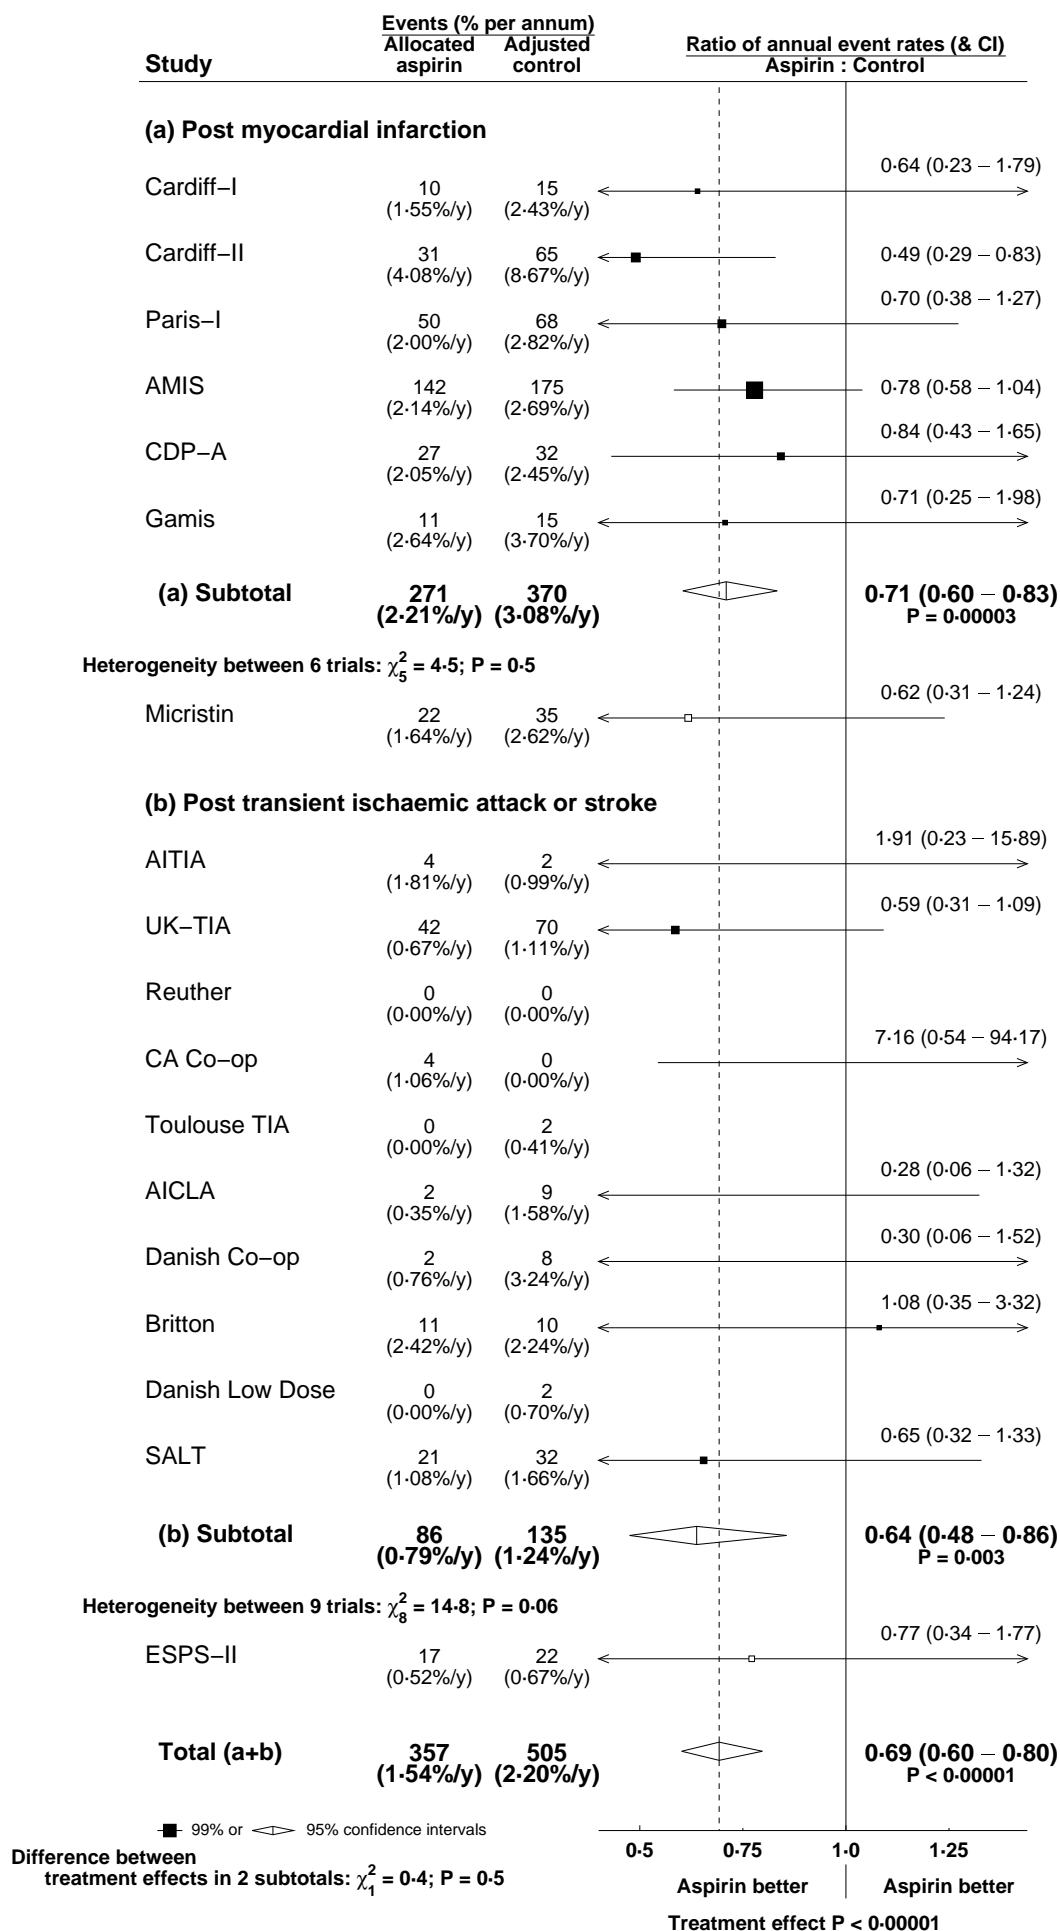 Events (% per annum)
Allocated aspirin
Adjusted control
Ratio of annual event rates (& CI)
Aspirin : Control
Study
(a) Post myocardial infarction
Cardiff−I 10 15 0·64 (0·23 − 1·79)
(1·55%/y) (2·43%/y)
Cardiff−II 31 65 0·49 (0·29 − 0·83)
(4·08%/y) (8·67%/y)
Paris−I 50 68 0·70 (0·38 − 1·27)
(2·00%/y) (2·82%/y)
AMIS 142 175 0·78 (0·58 − 1·04)
(2·14%/y) (2·69%/y)
CDP−A 27 32 0·84 (0·43 − 1·65)
(2·05%/y) (2·45%/y)
Gamis 11 15 0·71 (0·25 − 1·98)
(2·64%/y) (3·70%/y)
(a) Subtotal 271 370 0·71 (0·60 − 0·83)
(2·21%/y) (3·08%/y) P = 0·00003
Heterogeneity between 6 trials: χ²₅ = 4·5; P = 0·5
Micristin 22 35 0·62 (0·31 − 1·24)
(1·64%/y) (2·62%/y)
(b) Post transient ischaemic attack or stroke
AITIA 4 2 1·91 (0·23 − 15·89)
(1·81%/y) (0·99%/y)
UK−TIA 42 70 0·59 (0·31 − 1·09)
(0·67%/y) (1·11%/y)
Reuther 0 0
(0·00%/y) (0·00%/y)
CA Co−op 4 0 7·16 (0·54 − 94·17)
(1·06%/y) (0·00%/y)
Toulouse TIA 0 2
(0·00%/y) (0·41%/y)
AICLA 2 9 0·28 (0·06 − 1·32)
(0·35%/y) (1·58%/y)
Danish Co−op 2 8 0·30 (0·06 − 1·52)
(0·76%/y) (3·24%/y)
Britton 11 10 1·08 (0·35 − 3·32)
(2·42%/y) (2·24%/y)
Danish Low Dose 0 2
(0·00%/y) (0·70%/y)
SALT 21 32 0·65 (0·32 − 1·33)
(1·08%/y) (1·66%/y)
(b) Subtotal 86 135 0·64 (0·48 − 0·86)
(0·79%/y) (1·24%/y) P = 0·003
Heterogeneity between 9 trials: χ²₈ = 14·8; P = 0·06
ESPS−II 17 22 0·77 (0·34 − 1·77)
(0·52%/y) (0·67%/y)
Total (a+b) 357 505 0·69 (0·60 − 0·80)
(1·54%/y) (2·20%/y) P < 0·00001
99% or 95% confidence intervals
0·5 0·75 1·0 1·25
Difference between
treatment effects in 2 subtotals: χ²₁ = 0·4; P = 0·5
Aspirin better Aspirin better
Treatment effect P < 0·00001